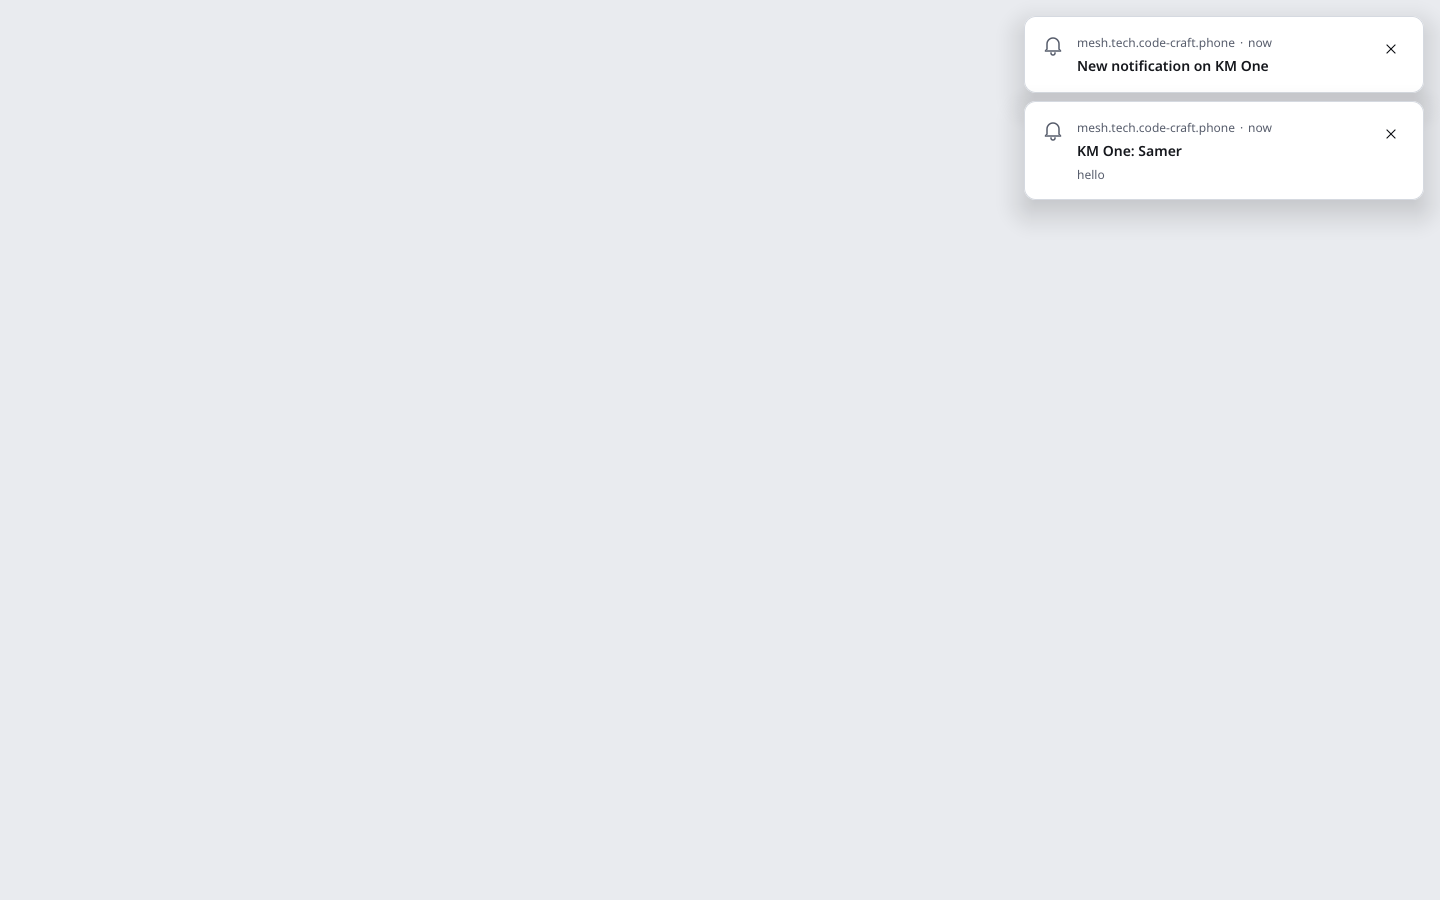 mesh.tech.code-craft.phone · now
New notification on KM One
mesh.tech.code-craft.phone · now
KM One: Samer
hello